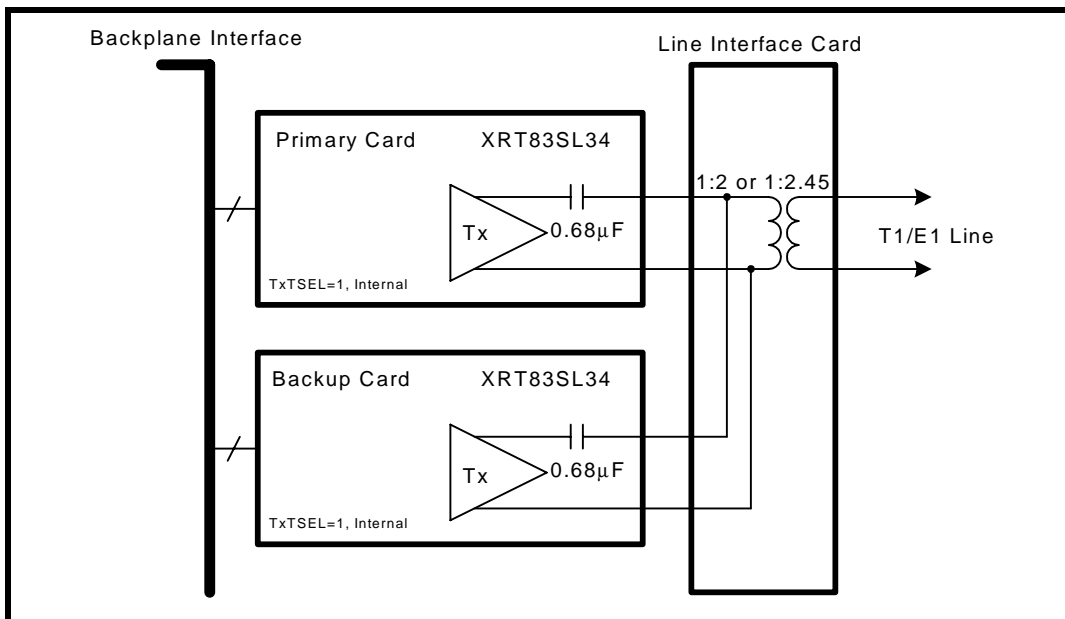 Backplane Interface
Line Interface Card
Primary Card XRT83SL34
1:2 or 1:2.45
Tx
0.68μF
T1/E1 Line
TxTSEL=1, Internal
Backup Card XRT83SL34
Tx
0.68μF
TxTSEL=1, Internal